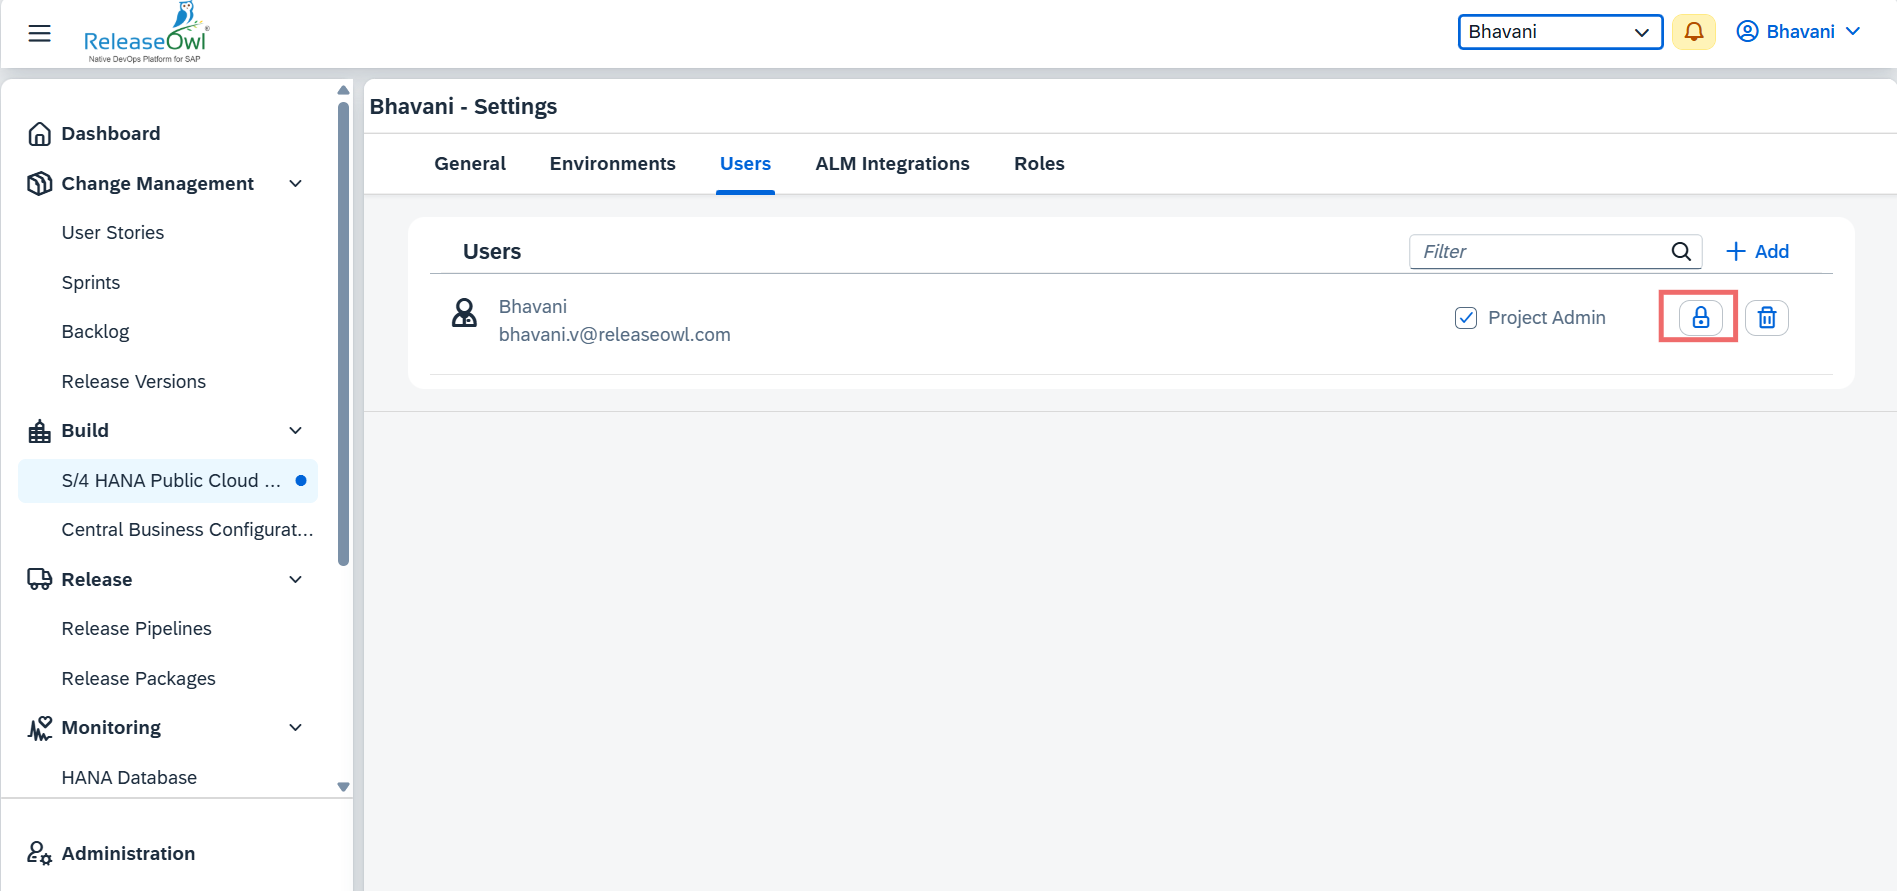 ReleaseOwl
Native DevOps Platform for SAP
Bhavani
Bhavani
Dashboard
Change Management
User Stories
Sprints
Backlog
Release Versions
Build
S/4 HANA Public Cloud ...
Central Business Configurat...
Release
Release Pipelines
Release Packages
Monitoring
HANA Database
Administration
Bhavani - Settings
General Environments Users ALM Integrations Roles
Users
Filter
Add
Bhavani
bhavani.v@releaseowl.com
Project Admin